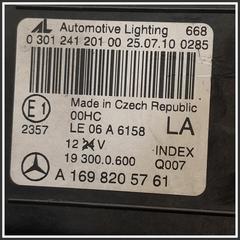 AL Automotive Lighting 668
0 301 241 201 00 25.07.10 0285
Made in Czech Republic
E1 00HC
2357 LE 06 A 6158 LA
12 24 V INDEX
19 300.0.600 Q007
A 169 820 57 61